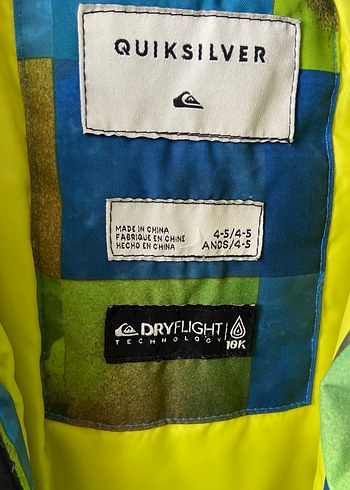 QUIKSILVER
MADE IN CHINA
FABRIQUE EN CHINE
HECHO EN CHINA
4-5/4-5
ANOS/4-5
DRYFLIGHT
TECHNOLOGY
10K